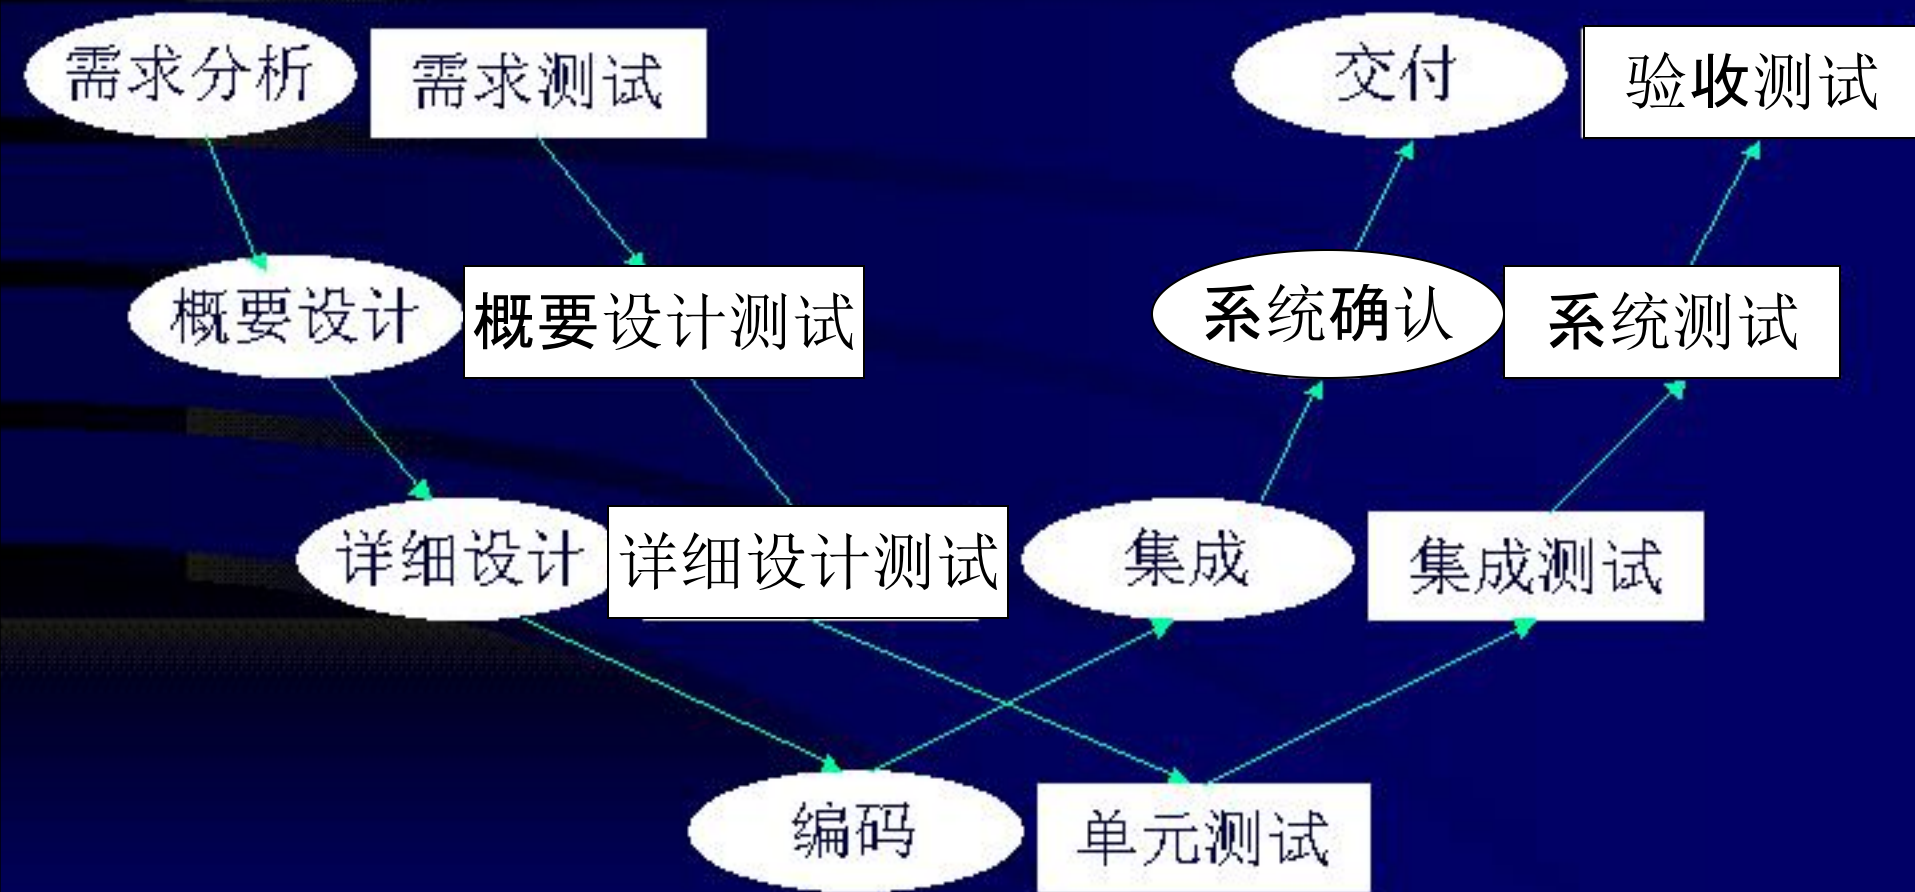 需求分析
需求测试
交付
验收测试
概要设计
概要设计测试
系统确认
系统测试
详细设计
详细设计测试
集成
集成测试
编码
单元测试